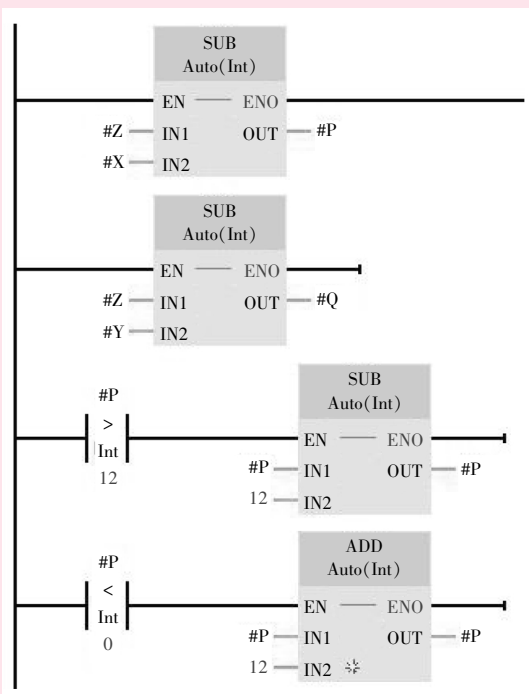 SUB
Auto(Int)
EN ENO
#Z IN1 OUT #P
#X IN2
SUB
Auto(Int)
EN ENO
#Z IN1 OUT #Q
#Y IN2
#P
>
Int
12
SUB
Auto(Int)
EN ENO
#P IN1 OUT #P
12 IN2
#P
<
Int
0
ADD
Auto(Int)
EN ENO
#P IN1 OUT #P
12 IN2